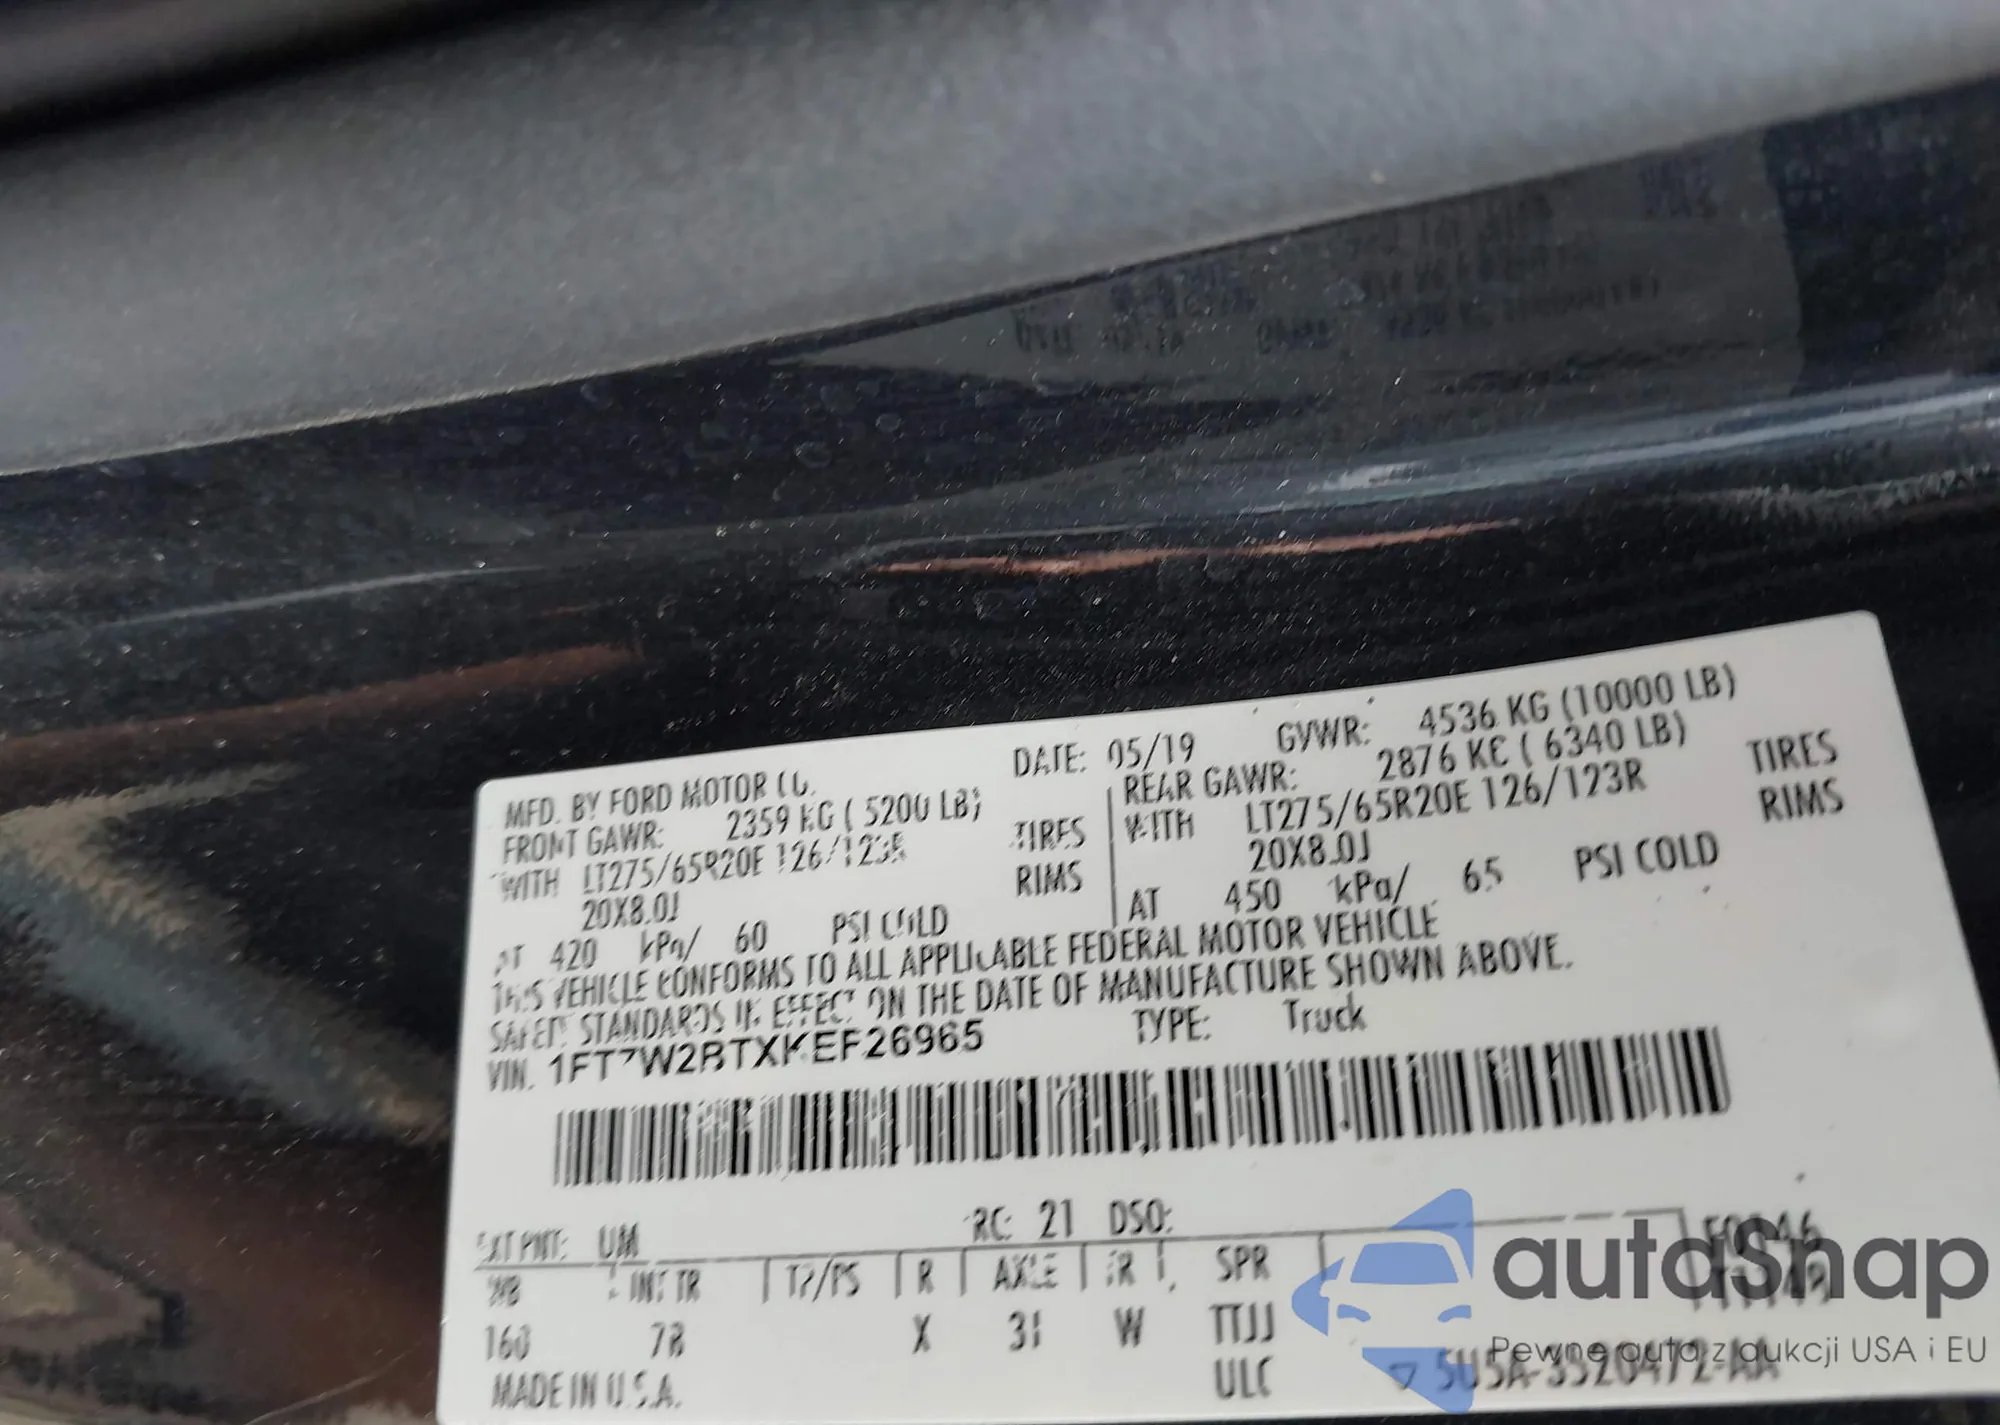 MFD. BY FORD MOTOR CO.
DATE: 05/19
GVWR: 4536 KG (10000 LB)
FRONT GAWR: 2359 KG ( 5200 LB)
WITH LT275/65R20E 126/123R TIRES
20X8.0J RIMS
AT 420 kPa/ 60 PSI COLD
REAR GAWR: 2876 KG ( 6340 LB)
WITH LT275/65R20E 126/123R TIRES
20X8.0J RIMS
AT 450 kPa/ 65 PSI COLD
THIS VEHICLE CONFORMS TO ALL APPLICABLE FEDERAL MOTOR VEHICLE
SAFETY STANDARDS IN EFFECT ON THE DATE OF MANUFACTURE SHOWN ABOVE.
VIN: 1FT7W2BTXKEF26965
TYPE: Truck
EXT PNT: UM RC: 21 DSO:
WB INT TR TP/PS R AXLE TR SPR
160 X W TTJJ
MADE IN U.S.A. ULC
5U5A-3520472-AA
autaSnap
Pewne auta z aukcji USA i EU